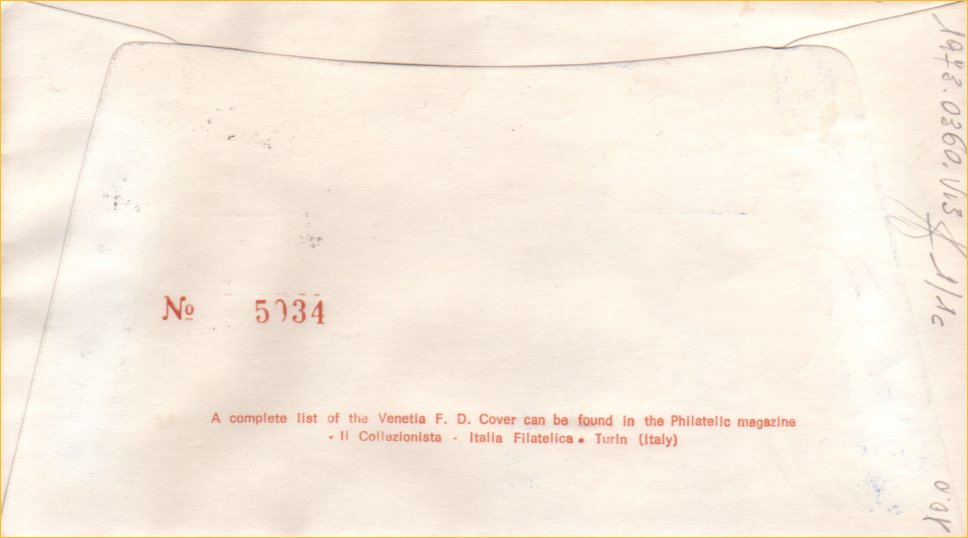 Nº 5034
A complete list of the Venetia F. D. Cover can be found in the Philatelic magazine
« Il Collezionista - Italia Filatelica » Turin (Italy)